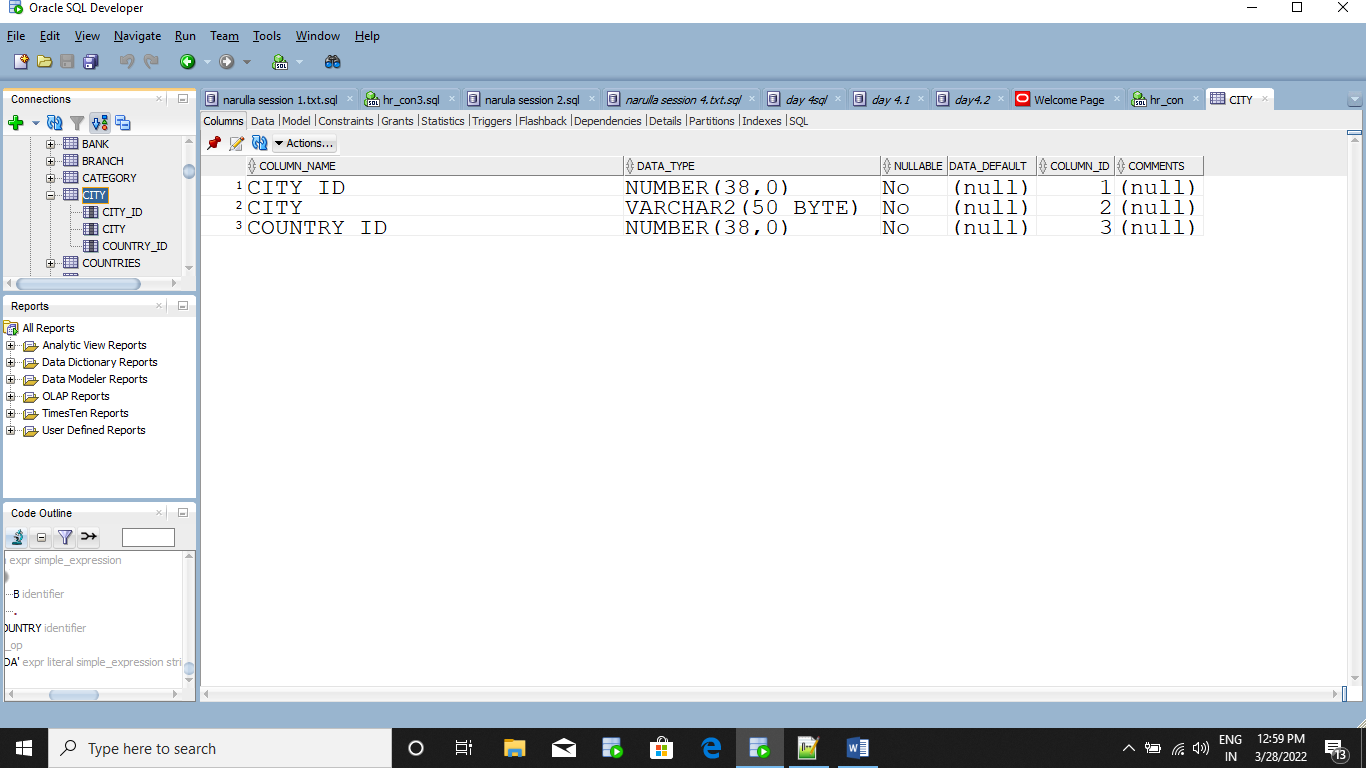 Oracle SQL Developer
File Edit View Navigate Run Team Tools Window Help
Connections
BANK
BRANCH
CATEGORY
CITY
CITY_ID
CITY
COUNTRY_ID
COUNTRIES
Reports
All Reports
Analytic View Reports
Data Dictionary Reports
Data Modeler Reports
OLAP Reports
TimesTen Reports
User Defined Reports
Code Outline
expr simple_expression
B identifier
.
OUNTRY identifier
_op
DA' expr literal simple_expression stri
narulla session 1.txt.sql hr_con3.sql narula session 2.sql narulla session 4.txt.sql day 4sql day 4.1 day4.2 Welcome Page hr_con CITY
Columns Data Model Constraints Grants Statistics Triggers Flashback Dependencies Details Partitions Indexes SQL
Actions...
COLUMN_NAME DATA_TYPE NULLABLE DATA_DEFAULT COLUMN_ID COMMENTS
1 CITY_ID NUMBER(38,0) No (null) 1 (null)
2 CITY VARCHAR2(50 BYTE) No (null) 2 (null)
3 COUNTRY_ID NUMBER(38,0) No (null) 3 (null)
Type here to search
ENG
IN
12:59 PM
3/28/2022
13